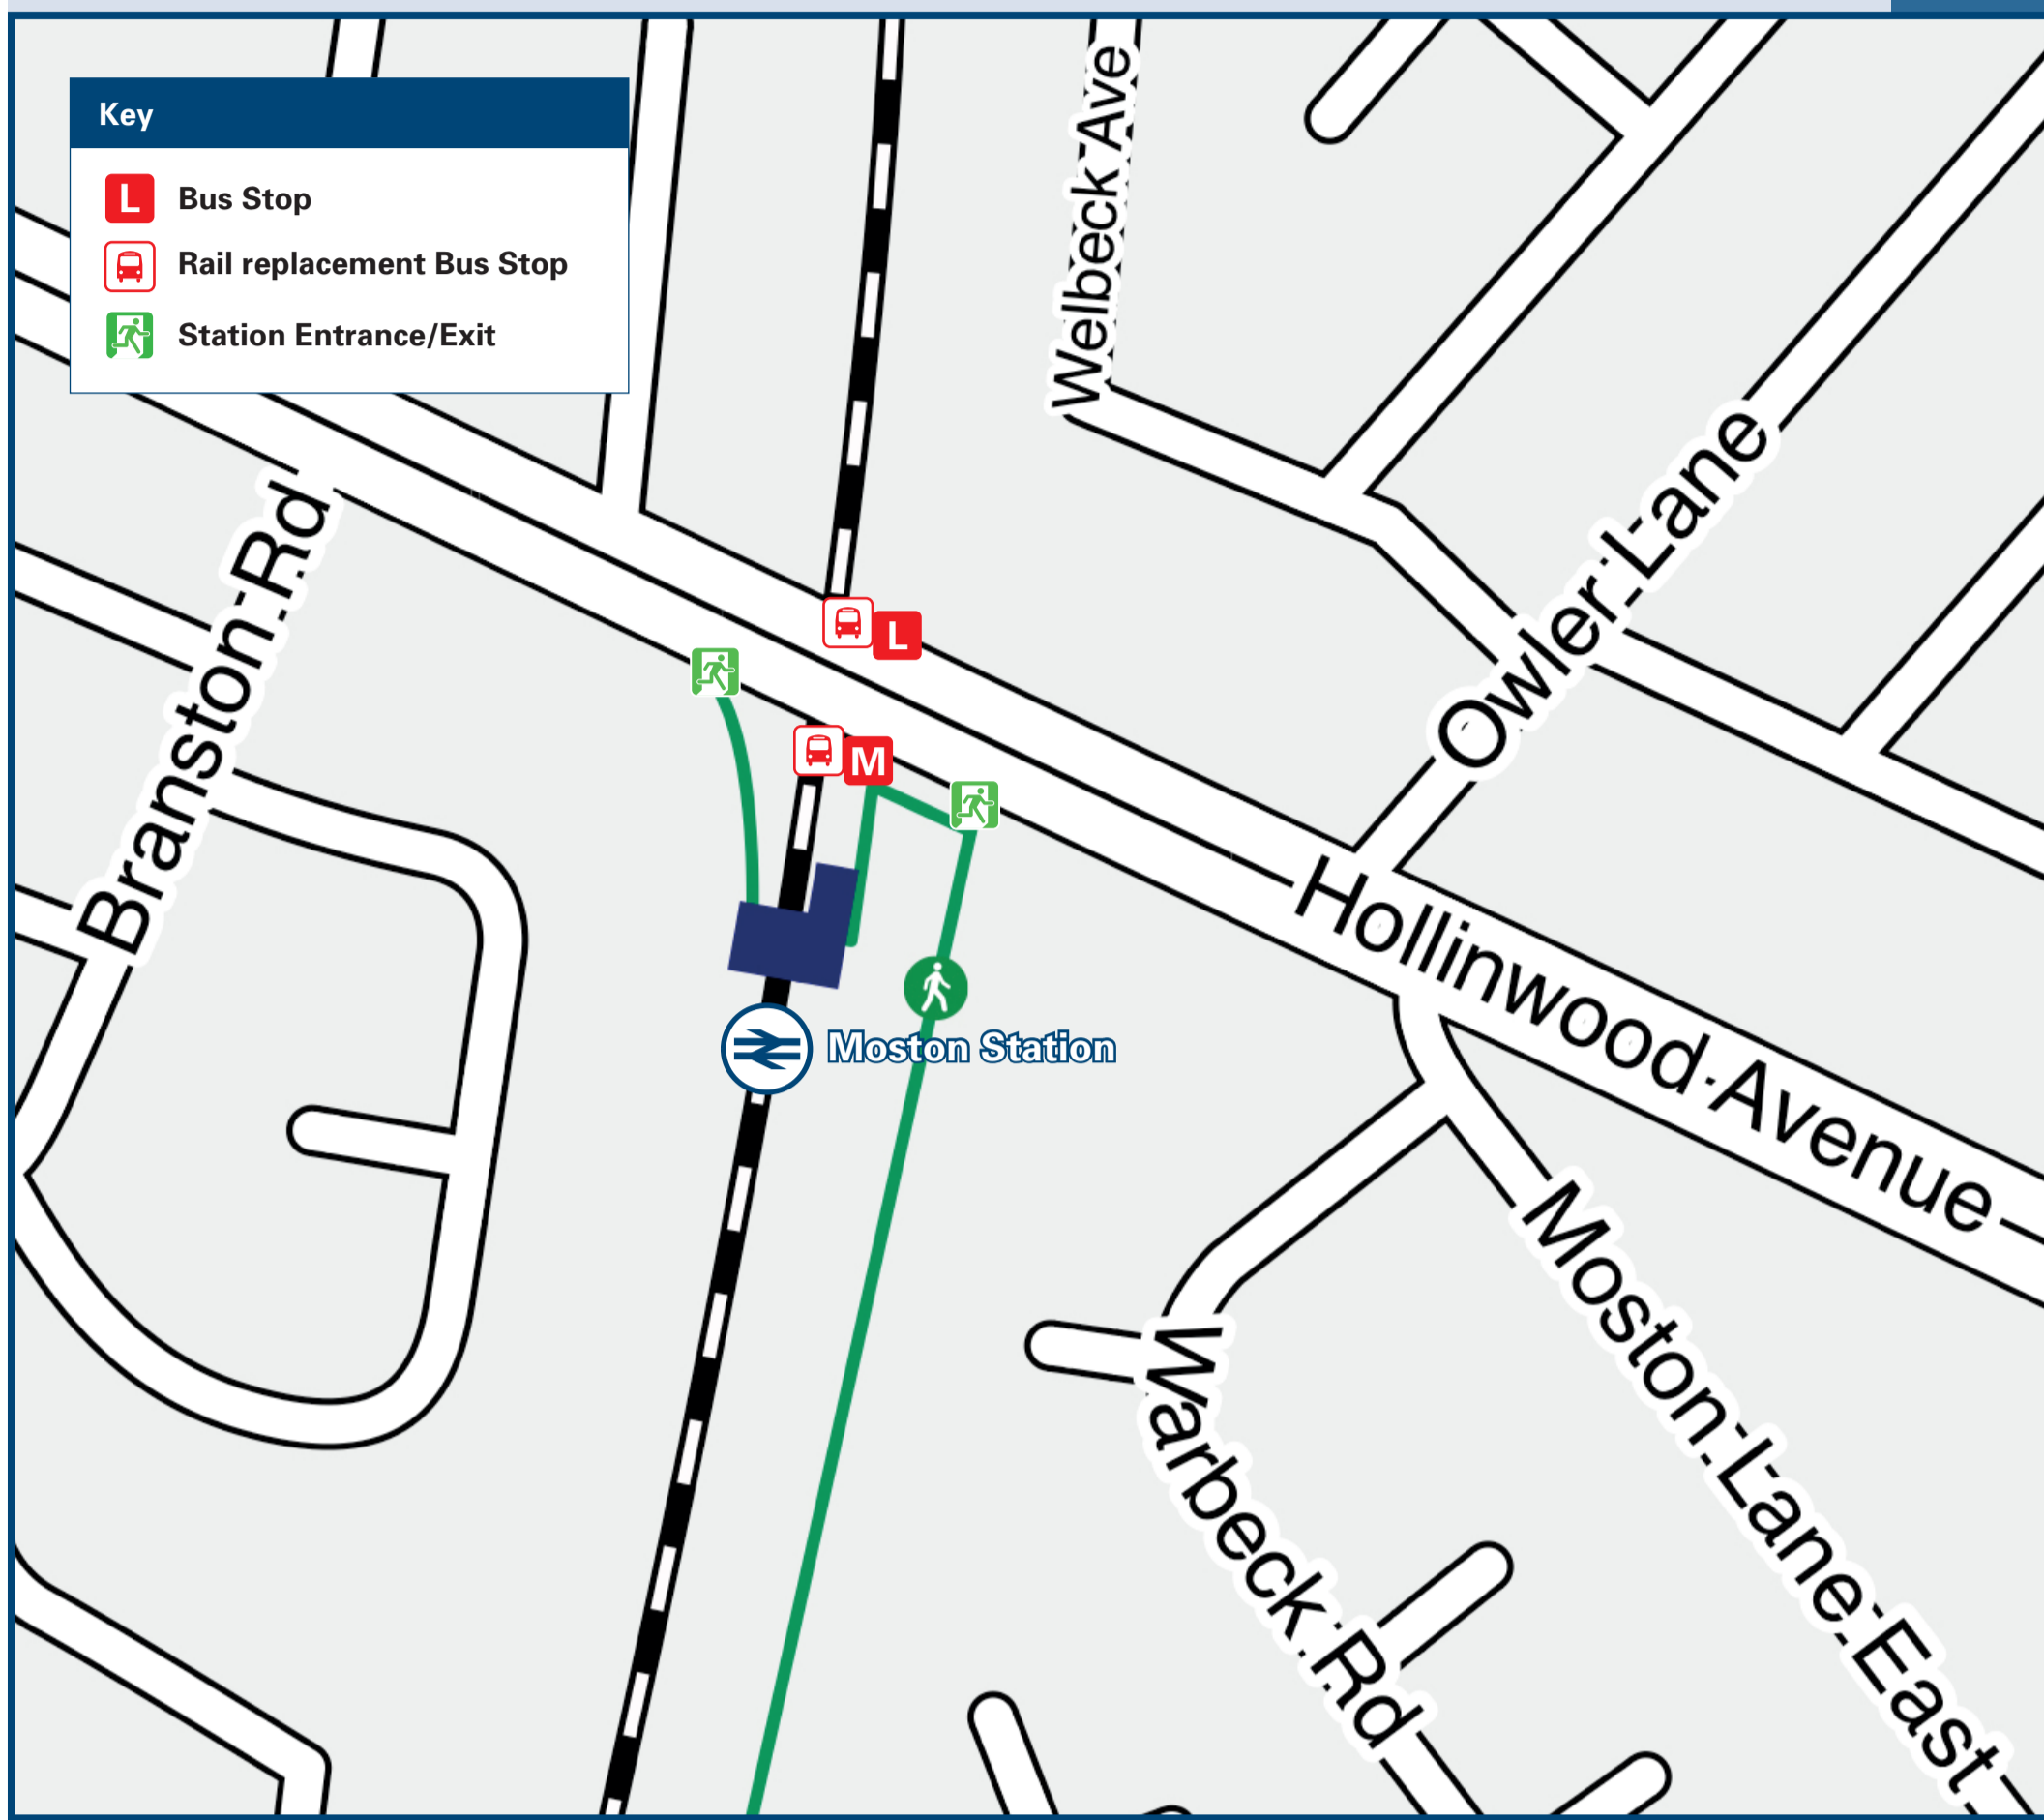 Key
L Bus Stop
Rail replacement Bus Stop
Station Entrance/Exit
Welbeck Ave
Owler Lane
Branston Rd
L
M
Hollinwood Avenue
Moston Station
Moston Lane East
Warbeck Rd